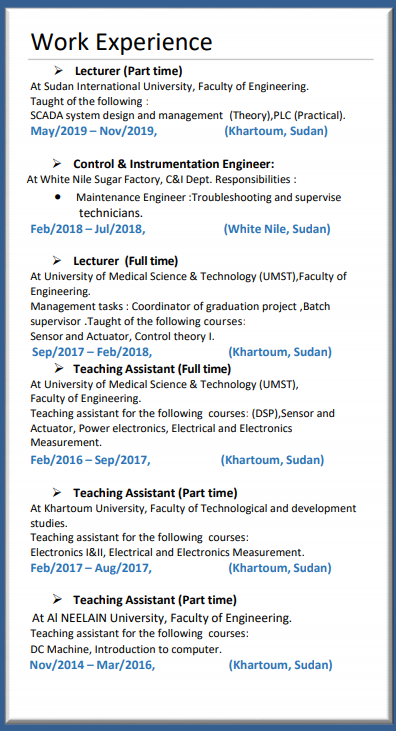 Work Experience
➢ Lecturer (Part time)
At Sudan International University, Faculty of Engineering.
Taught of the following :
SCADA system design and management (Theory),PLC (Practical).
May/2019 – Nov/2019, (Khartoum, Sudan)
➢ Control & Instrumentation Engineer:
At White Nile Sugar Factory, C&I Dept. Responsibilities :
• Maintenance Engineer :Troubleshooting and supervise
technicians.
Feb/2018 – Jul/2018, (White Nile, Sudan)
➢ Lecturer (Full time)
At University of Medical Science & Technology (UMST),Faculty of
Engineering.
Management tasks : Coordinator of graduation project ,Batch
supervisor .Taught of the following courses:
Sensor and Actuator, Control theory I.
Sep/2017 – Feb/2018, (Khartoum, Sudan)
➢ Teaching Assistant (Full time)
At University of Medical Science & Technology (UMST),
Faculty of Engineering.
Teaching assistant for the following courses: (DSP),Sensor and
Actuator, Power electronics, Electrical and Electronics
Measurement.
Feb/2016 – Sep/2017, (Khartoum, Sudan)
➢ Teaching Assistant (Part time)
At Khartoum University, Faculty of Technological and development
studies.
Teaching assistant for the following courses:
Electronics I&II, Electrical and Electronics Measurement.
Feb/2017 – Aug/2017, (Khartoum, Sudan)
➢ Teaching Assistant (Part time)
At Al NEELAIN University, Faculty of Engineering.
Teaching assistant for the following courses:
DC Machine, Introduction to computer.
Nov/2014 – Mar/2016, (Khartoum, Sudan)